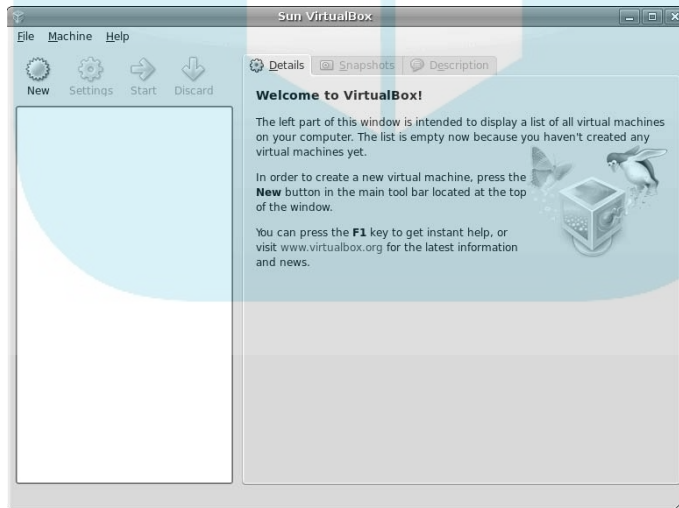 Sun VirtualBox
File Machine Help
New Settings Start Discard
Details Snapshots Description
Welcome to VirtualBox!
The left part of this window is intended to display a list of all virtual machines
on your computer. The list is empty now because you haven't created any
virtual machines yet.
In order to create a new virtual machine, press the
New button in the main tool bar located at the top
of the window.
You can press the F1 key to get instant help, or
visit www.virtualbox.org for the latest information
and news.